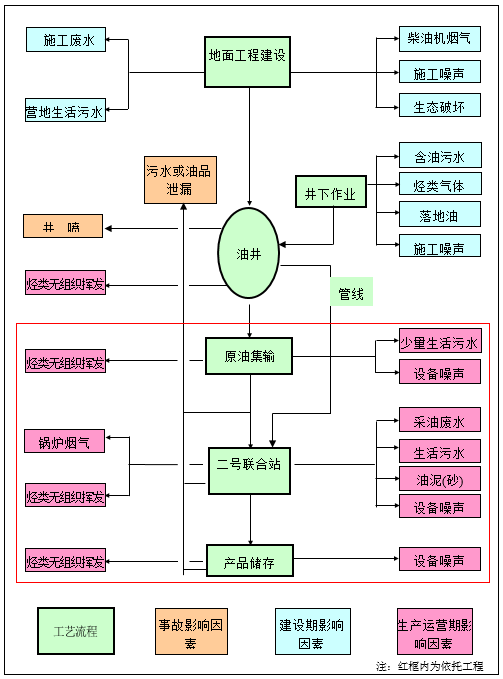 施工废水
地面工程建设
柴油机烟气
施工噪声
营地生活污水
生态破坏
污水或油品
泄漏
井下作业
含油污水
烃类气体
落地油
施工噪声
井 喷
油井
烃类无组织挥发
管线
烃类无组织挥发
原油集输
少量生活污水
设备噪声
锅炉烟气
二号联合站
采油废水
生活污水
油泥(砂)
烃类无组织挥发
设备噪声
烃类无组织挥发
产品储存
设备噪声
工艺流程
事故影响因
素
建设期影响
因素
生产运营期影
响因素
注：红框内为依托工程